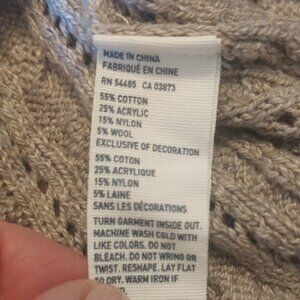 MADE IN CHINA
FABRIQUÉ EN CHINE
RN 54485 CA 03873
55% COTTON
25% ACRYLIC
15% NYLON
5% WOOL
EXCLUSIVE OF DECORATION
55% COTON
25% ACRYLIQUE
15% NYLON
5% LAINE
SANS LES DÉCORATIONS
TURN GARMENT INSIDE OUT.
MACHINE WASH COLD WITH
LIKE COLORS. DO NOT
BLEACH. DO NOT WRING OR
TWIST. RESHAPE. LAY FLAT
TO DRY. WARM IRON IF